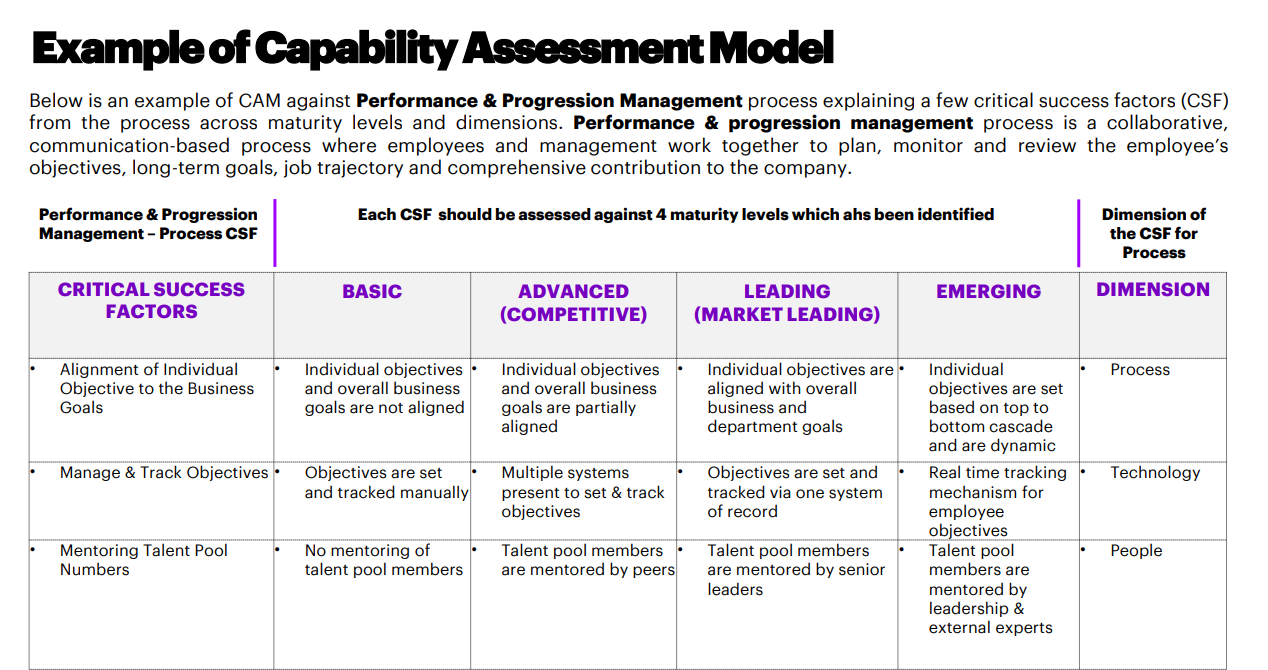 Example of Capability Assessment Model
Below is an example of CAM against Performance & Progression Management process explaining a few critical success factors (CSF)
from the process across maturity levels and dimensions. Performance & progression management process is a collaborative,
communication-based process where employees and management work together to plan, monitor and review the employee's
objectives, long-term goals, job trajectory and comprehensive contribution to the company.
Performance & Progression
Management – Process CSF
Each CSF should be assessed against 4 maturity levels which ahs been identified
Dimension of
the CSF for
Process
CRITICAL SUCCESS
FACTORS
BASIC
ADVANCED
(COMPETITIVE)
LEADING
(MARKET LEADING)
EMERGING
DIMENSION
• Alignment of Individual
Objective to the Business
Goals
• Individual objectives
and overall business
goals are not aligned
• Individual objectives
and overall business
goals are partially
aligned
• Individual objectives are
aligned with overall
business and
department goals
• Individual
objectives are set
based on top to
bottom cascade
and are dynamic
• Process
• Manage & Track Objectives
• Objectives are set
and tracked manually
• Multiple systems
present to set & track
objectives
• Objectives are set and
tracked via one system
of record
• Real time tracking
mechanism for
employee
objectives
• Technology
• Mentoring Talent Pool
Numbers
• No mentoring of
talent pool members
• Talent pool members
are mentored by peers
• Talent pool members
are mentored by senior
leaders
• Talent pool
members are
mentored by
leadership &
external experts
• People